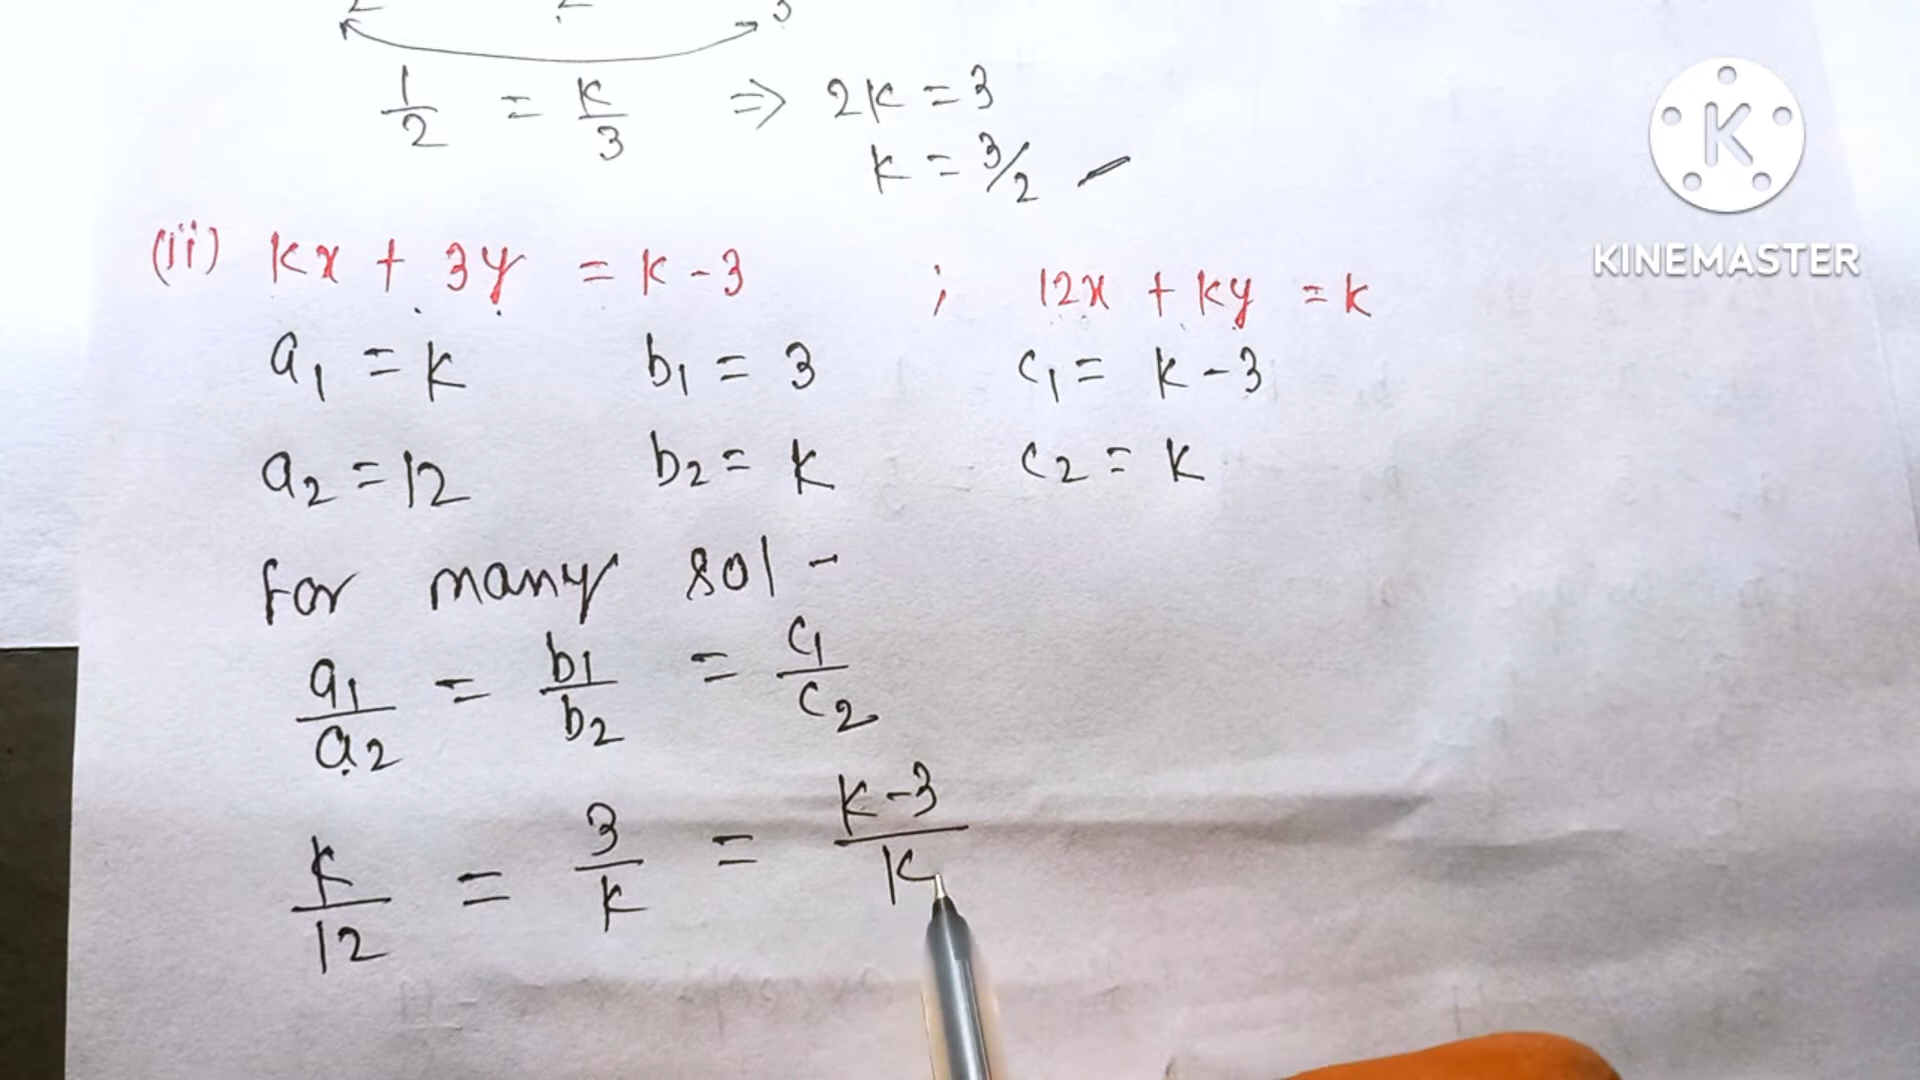 1/2 = K/3 ⇒ 2K = 3
K = 3/2
(ii) Kx + 3y = K - 3 ; 12x + Ky = K
a1 = K b1 = 3 c1 = K - 3
a2 = 12 b2 = K c2 = K
for many sol -
a1/a2 = b1/b2 = c1/c2
K/12 = 3/K = K-3/K
K
KINEMASTER